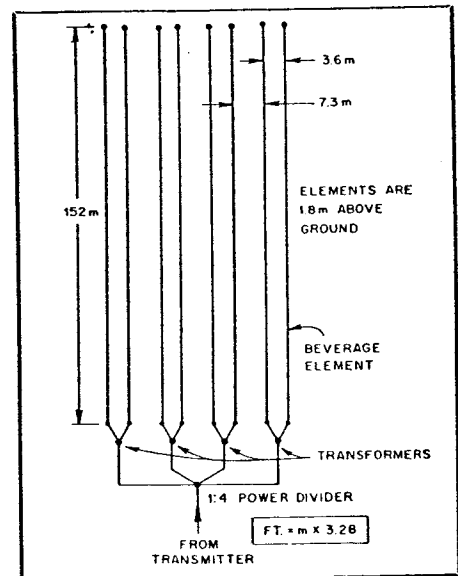 3.6m
7.3m
152m
ELEMENTS ARE
1.8m ABOVE
GROUND
BEVERAGE
ELEMENT
TRANSFORMERS
1:4 POWER DIVIDER
FT. = m X 3.28
FROM
TRANSMITTER